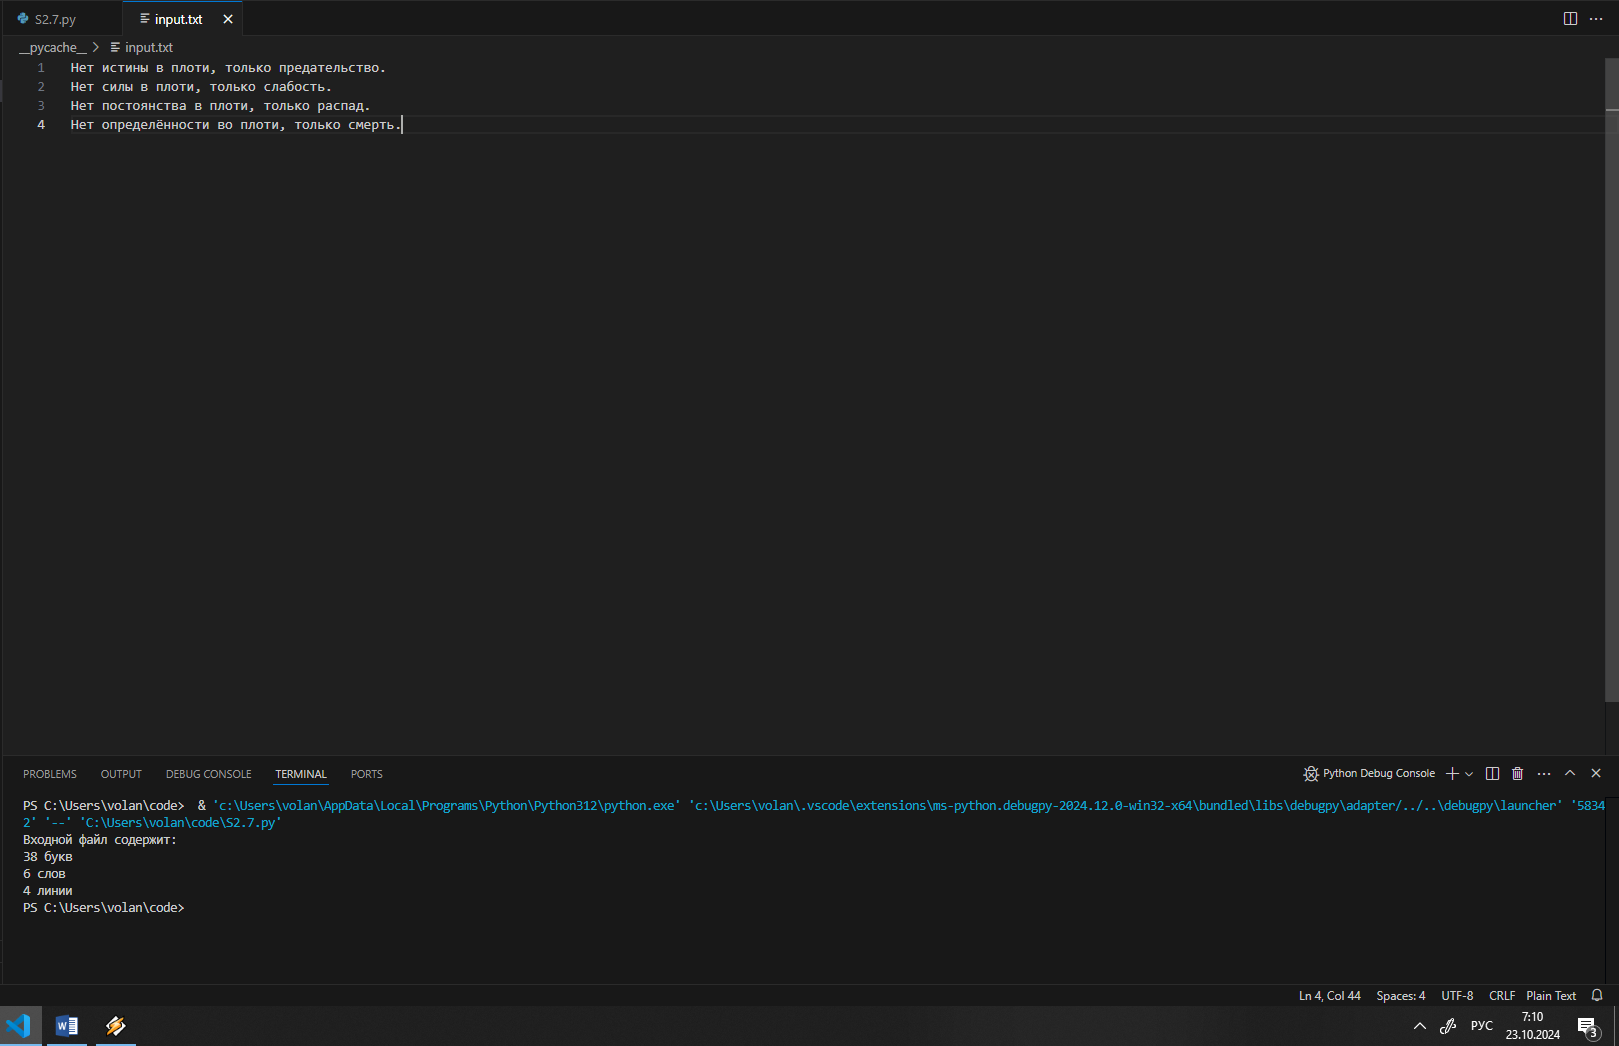 S2.7.py
input.txt
__pycache__ > input.txt
1 Нет истины в плоти, только предательство.
2 Нет силы в плоти, только слабость.
3 Нет постоянства в плоти, только распад.
4 Нет определённости во плоти, только смерть.
PROBLEMS OUTPUT DEBUG CONSOLE TERMINAL PORTS
Python Debug Console
PS C:\Users\volan\code>  & 'c:\Users\volan\AppData\Local\Programs\Python\Python312\python.exe' 'c:\Users\volan\.vscode\extensions\ms-python.debugpy-2024.12.0-win32-x64\bundled\libs\debugpy\adapter/../..\debugpy\launcher' '5834
2' '--' 'C:\Users\volan\code\S2.7.py'
Входной файл содержит:
38 букв
6 слов
4 линии
PS C:\Users\volan\code>
Ln 4, Col 44 Spaces: 4 UTF-8 CRLF Plain Text
W
РУС
7:10
23.10.2024
3